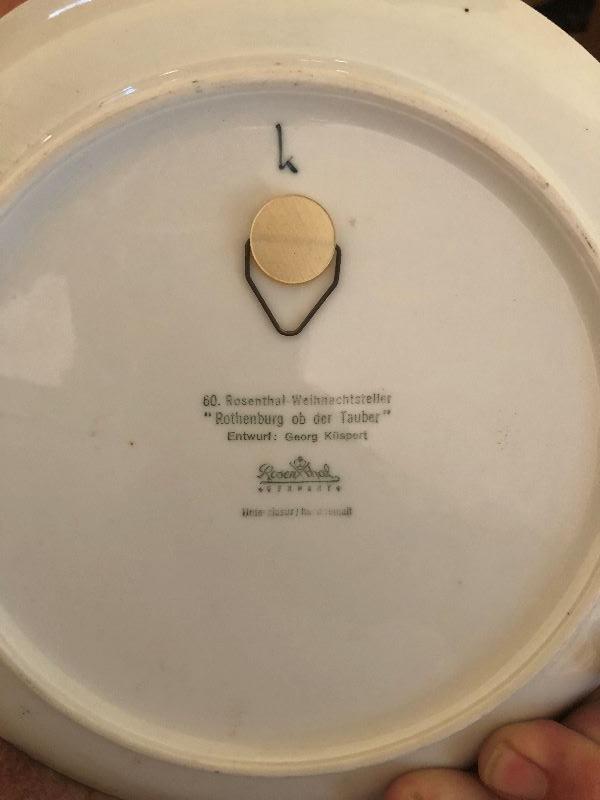 k
60. Rosenthal-Weihnachtsteller
"Rothenburg ob der Tauber"
Entwurf: Georg Küspert
Rosenthal
GERMANY